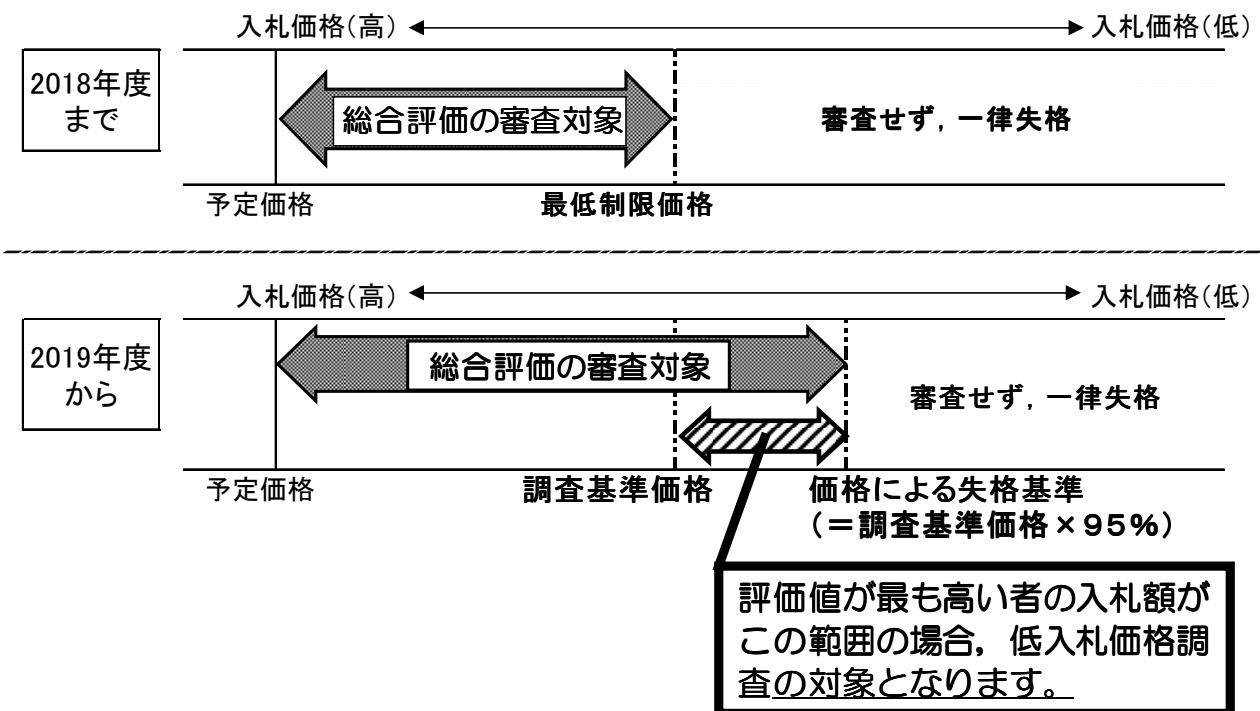 入札価格(高) 入札価格(低)
2018年度
まで
総合評価の審査対象
審査せず，一律失格
予定価格 最低制限価格
入札価格(高) 入札価格(低)
2019年度
から
総合評価の審査対象
審査せず，一律失格
予定価格 調査基準価格 価格による失格基準
(＝調査基準価格×95%)
評価値が最も高い者の入札額が
この範囲の場合，低入札価格調
査の対象となります。